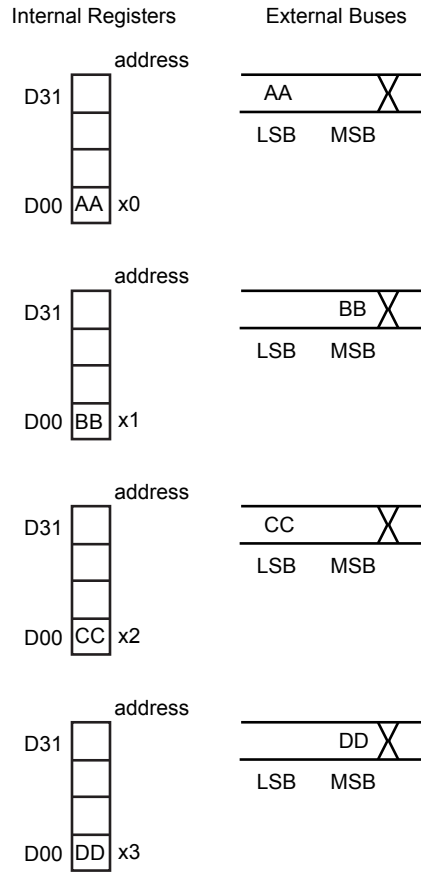 Internal Registers External Buses
address
D31 AA
LSB MSB
D00 AA x0
address
D31 BB
LSB MSB
D00 BB x1
address
D31 CC
LSB MSB
D00 CC x2
address
D31 DD
LSB MSB
D00 DD x3